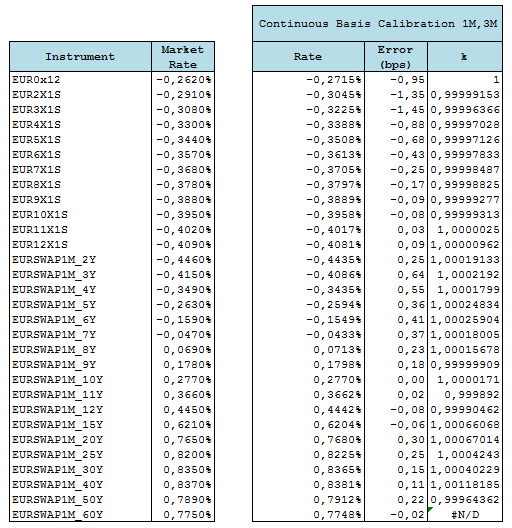 Continuous Basis Calibration 1M,3M
Instrument Market Rate Rate Error (bps) k
EUR0x12 -0,2620% -0,2715% -0,95 1
EUR2X1S -0,2910% -0,3045% -1,35 0,99999153
EUR3X1S -0,3080% -0,3225% -1,45 0,99996366
EUR4X1S -0,3300% -0,3388% -0,88 0,99997028
EUR5X1S -0,3440% -0,3508% -0,68 0,99997126
EUR6X1S -0,3570% -0,3613% -0,43 0,99997833
EUR7X1S -0,3680% -0,3705% -0,25 0,99998487
EUR8X1S -0,3780% -0,3797% -0,17 0,99998825
EUR9X1S -0,3880% -0,3889% -0,09 0,99999277
EUR10X1S -0,3950% -0,3958% -0,08 0,99999313
EUR11X1S -0,4020% -0,4017% 0,03 1,0000025
EUR12X1S -0,4090% -0,4081% 0,09 1,00000962
EURSWAP1M_2Y -0,4460% -0,4435% 0,25 1,00019133
EURSWAP1M_3Y -0,4150% -0,4086% 0,64 1,0002192
EURSWAP1M_4Y -0,3490% -0,3435% 0,55 1,0001799
EURSWAP1M_5Y -0,2630% -0,2594% 0,36 1,00024834
EURSWAP1M_6Y -0,1590% -0,1549% 0,41 1,00025904
EURSWAP1M_7Y -0,0470% -0,0433% 0,37 1,00018005
EURSWAP1M_8Y 0,0690% 0,0713% 0,23 1,00015678
EURSWAP1M_9Y 0,1780% 0,1798% 0,18 0,99999909
EURSWAP1M_10Y 0,2770% 0,2770% 0,00 1,0000171
EURSWAP1M_11Y 0,3660% 0,3662% 0,02 0,999892
EURSWAP1M_12Y 0,4450% 0,4442% -0,08 0,99990462
EURSWAP1M_15Y 0,6210% 0,6204% -0,06 1,00066068
EURSWAP1M_20Y 0,7650% 0,7680% 0,30 1,00067014
EURSWAP1M_25Y 0,8200% 0,8225% 0,25 1,0004243
EURSWAP1M_30Y 0,8350% 0,8365% 0,15 1,00040229
EURSWAP1M_40Y 0,8370% 0,8381% 0,11 1,00118185
EURSWAP1M_50Y 0,7890% 0,7912% 0,22 0,99964362
EURSWAP1M_60Y 0,7750% 0,7748% -0,02 #N/D